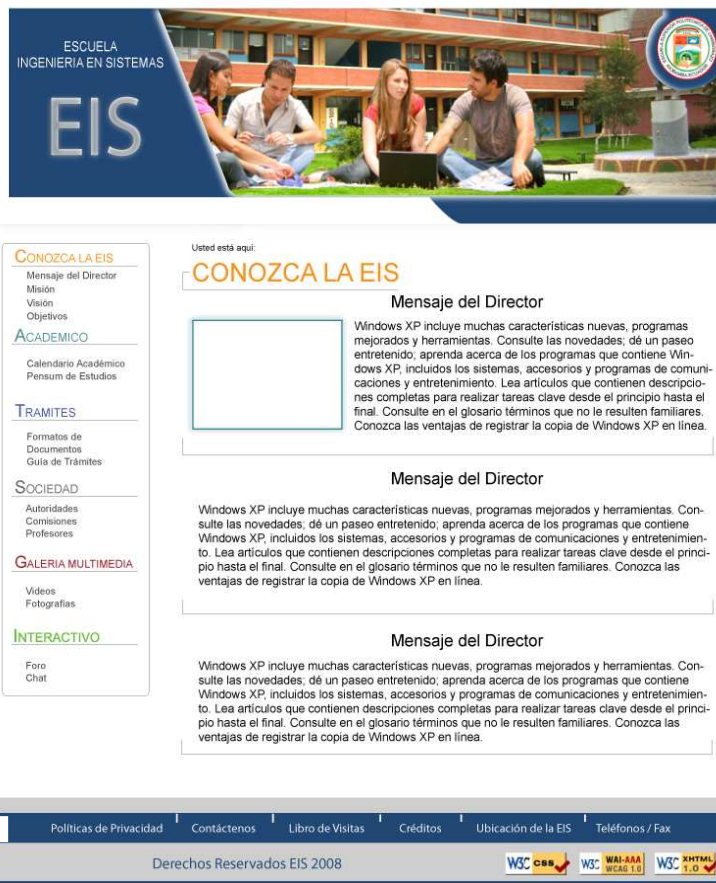 ESCUELA
INGENIERIA EN SISTEMAS
EIS
CONOZCA LA EIS
Mensaje del Director
Misión
Visión
Objetivos
ACADEMICO
Calendario Académico
Pensum de Estudios
TRAMITES
Formatos de
Documentos
Guía de Trámites
SOCIEDAD
Autoridades
Comisiones
Profesores
GALERIA MULTIMEDIA
Videos
Fotografias
INTERACTIVO
Foro
Chat
Usted está aquí:
CONOZCA LA EIS
Mensaje del Director
Windows XP incluye muchas características nuevas, programas
mejorados y herramientas. Consulte las novedades; dé un paseo
entretenido; aprenda acerca de los programas que contiene Win-
dows XP, incluidos los sistemas, accesorios y programas de comuni-
caciones y entretenimiento. Lea artículos que contienen descripcio-
nes completas para realizar tareas clave desde el principio hasta el
final. Consulte en el glosario términos que no le resulten familiares.
Conozca las ventajas de registrar la copia de Windows XP en línea.
Mensaje del Director
Windows XP incluye muchas características nuevas, programas mejorados y herramientas. Con-
sulte las novedades; dé un paseo entretenido; aprenda acerca de los programas que contiene
Windows XP, incluidos los sistemas, accesorios y programas de comunicaciones y entretenimien-
to. Lea artículos que contienen descripciones completas para realizar tareas clave desde el princi-
pio hasta el final. Consulte en el glosario términos que no le resulten familiares. Conozca las
ventajas de registrar la copia de Windows XP en línea.
Mensaje del Director
Windows XP incluye muchas características nuevas, programas mejorados y herramientas. Con-
sulte las novedades; dé un paseo entretenido; aprenda acerca de los programas que contiene
Windows XP, incluidos los sistemas, accesorios y programas de comunicaciones y entretenimien-
to. Lea artículos que contienen descripciones completas para realizar tareas clave desde el princi-
pio hasta el final. Consulte en el glosario términos que no le resulten familiares. Conozca las
ventajas de registrar la copia de Windows XP en línea.
Políticas de Privacidad Contáctenos Libro de Visitas Créditos Ubicación de la EIS Teléfonos / Fax
Derechos Reservados EIS 2008
W3C CSS
W3C WAI-AAA WCAG 1.0
W3C XHTML 1.0